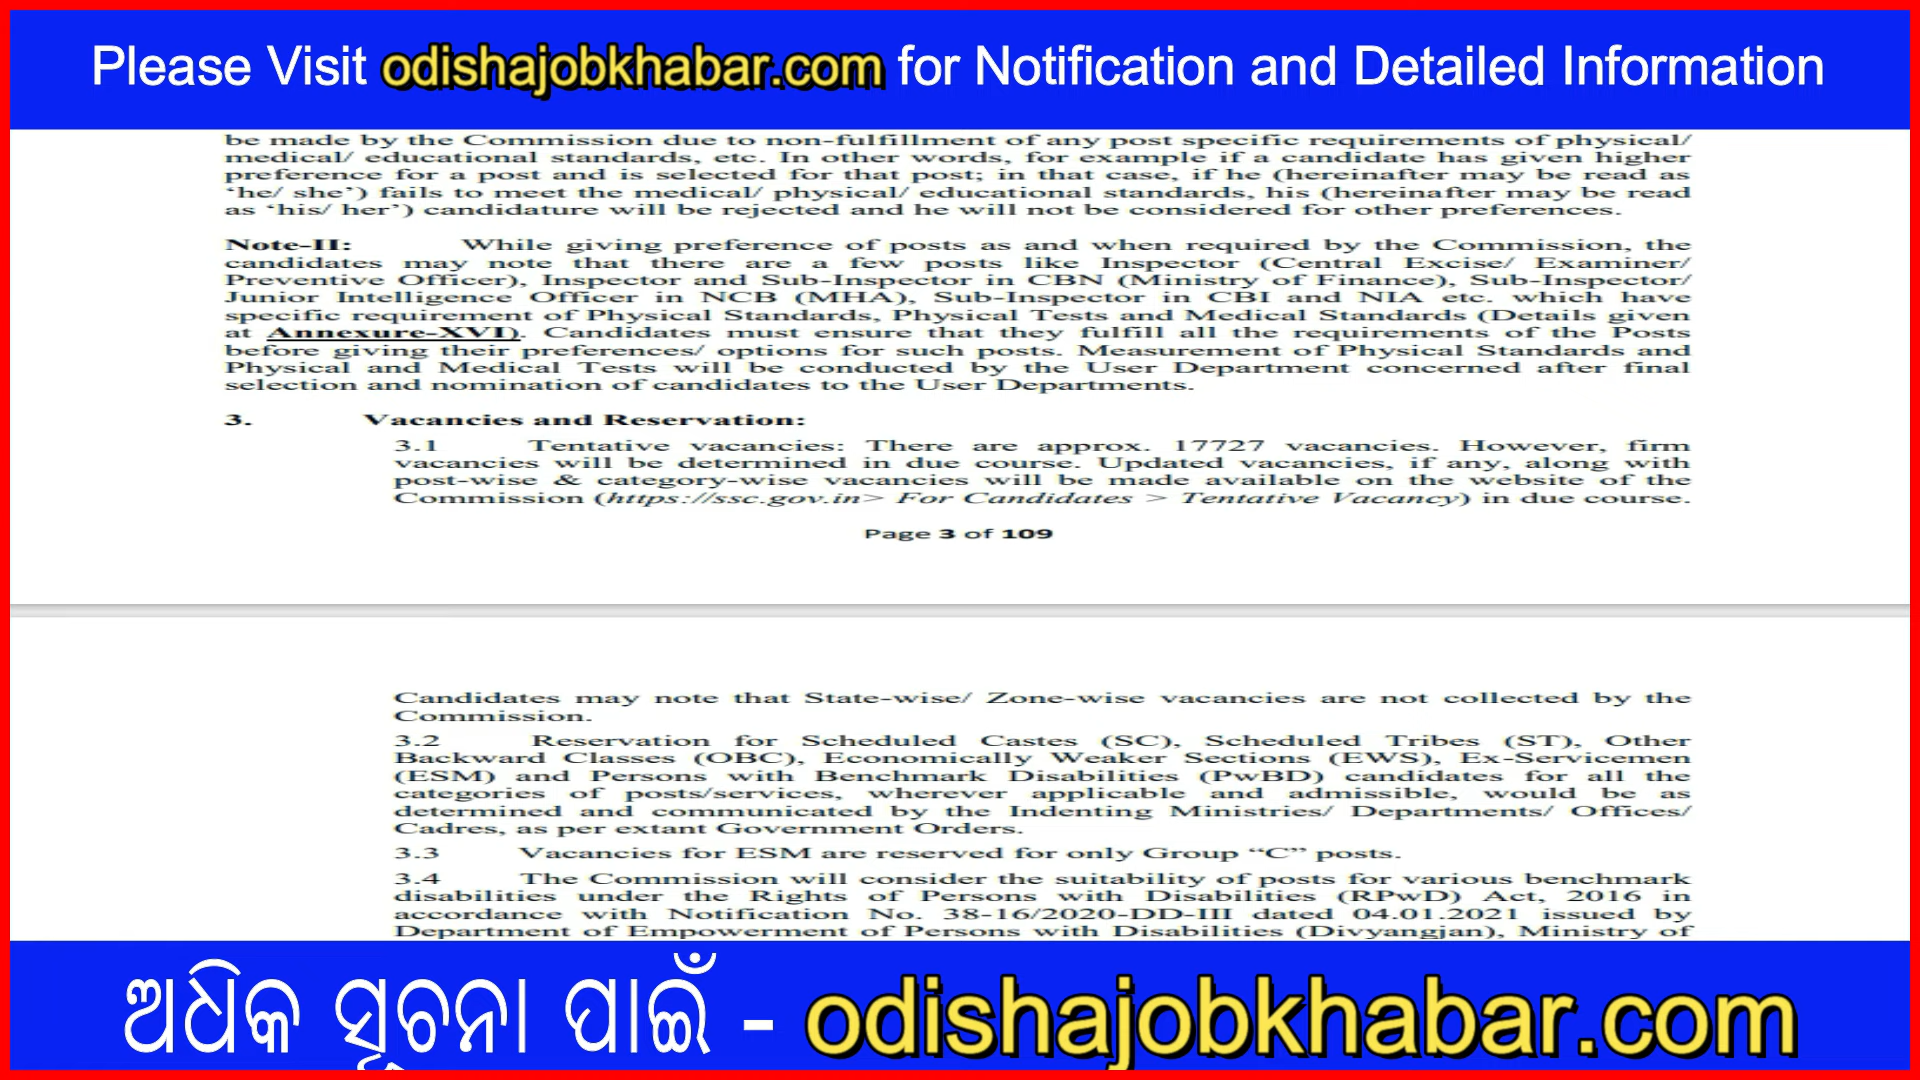 Please Visit odishajobkhabar.com for Notification and Detailed Information
be made by the Commission due to non-fulfillment of any post specific requirements of physical/
medical/ educational standards, etc. In other words, for example if a candidate has given higher
preference for a post and is selected for that post; in that case, if he (hereinafter may be read as
‘he/ she’) fails to meet the medical/ physical/ educational standards, his (hereinafter may be read
as ‘his/ her’) candidature will be rejected and he will not be considered for other preferences.
Note-II: While giving preference of posts as and when required by the Commission, the
candidates may note that there are a few posts like Inspector (Central Excise/ Examiner/
Preventive Officer), Inspector and Sub-Inspector in CBN (Ministry of Finance), Sub-Inspector/
Junior Intelligence Officer in NCB (MHA), Sub-Inspector in CBI and NIA etc. which have
specific requirement of Physical Standards, Physical Tests and Medical Standards (Details given
at Annexure-XVI). Candidates must ensure that they fulfill all the requirements of the Posts
before giving their preferences/ options for such posts. Measurement of Physical Standards and
Physical and Medical Tests will be conducted by the User Department concerned after final
selection and nomination of candidates to the User Departments.
3. Vacancies and Reservation:
3.1 Tentative vacancies: There are approx. 17727 vacancies. However, firm
vacancies will be determined in due course. Updated vacancies, if any, along with
post-wise & category-wise vacancies will be made available on the website of the
Commission (https://ssc.gov.in> For Candidates > Tentative Vacancy) in due course.
Page 3 of 109
Candidates may note that State-wise/ Zone-wise vacancies are not collected by the
Commission.
3.2 Reservation for Scheduled Castes (SC), Scheduled Tribes (ST), Other
Backward Classes (OBC), Economically Weaker Sections (EWS), Ex-Servicemen
(ESM) and Persons with Benchmark Disabilities (PwBD) candidates for all the
categories of posts/services, wherever applicable and admissible, would be as
determined and communicated by the Indenting Ministries/ Departments/ Offices/
Cadres, as per extant Government Orders.
3.3 Vacancies for ESM are reserved for only Group “C” posts.
3.4 The Commission will consider the suitability of posts for various benchmark
disabilities under the Rights of Persons with Disabilities (RPwD) Act, 2016 in
accordance with Notification No. 38-16/2020-DD-III dated 04.01.2021 issued by
Department of Empowerment of Persons with Disabilities (Divyangjan), Ministry of
ଅଧିକ ସୂଚନା ପାଇଁ - odishajobkhabar.com